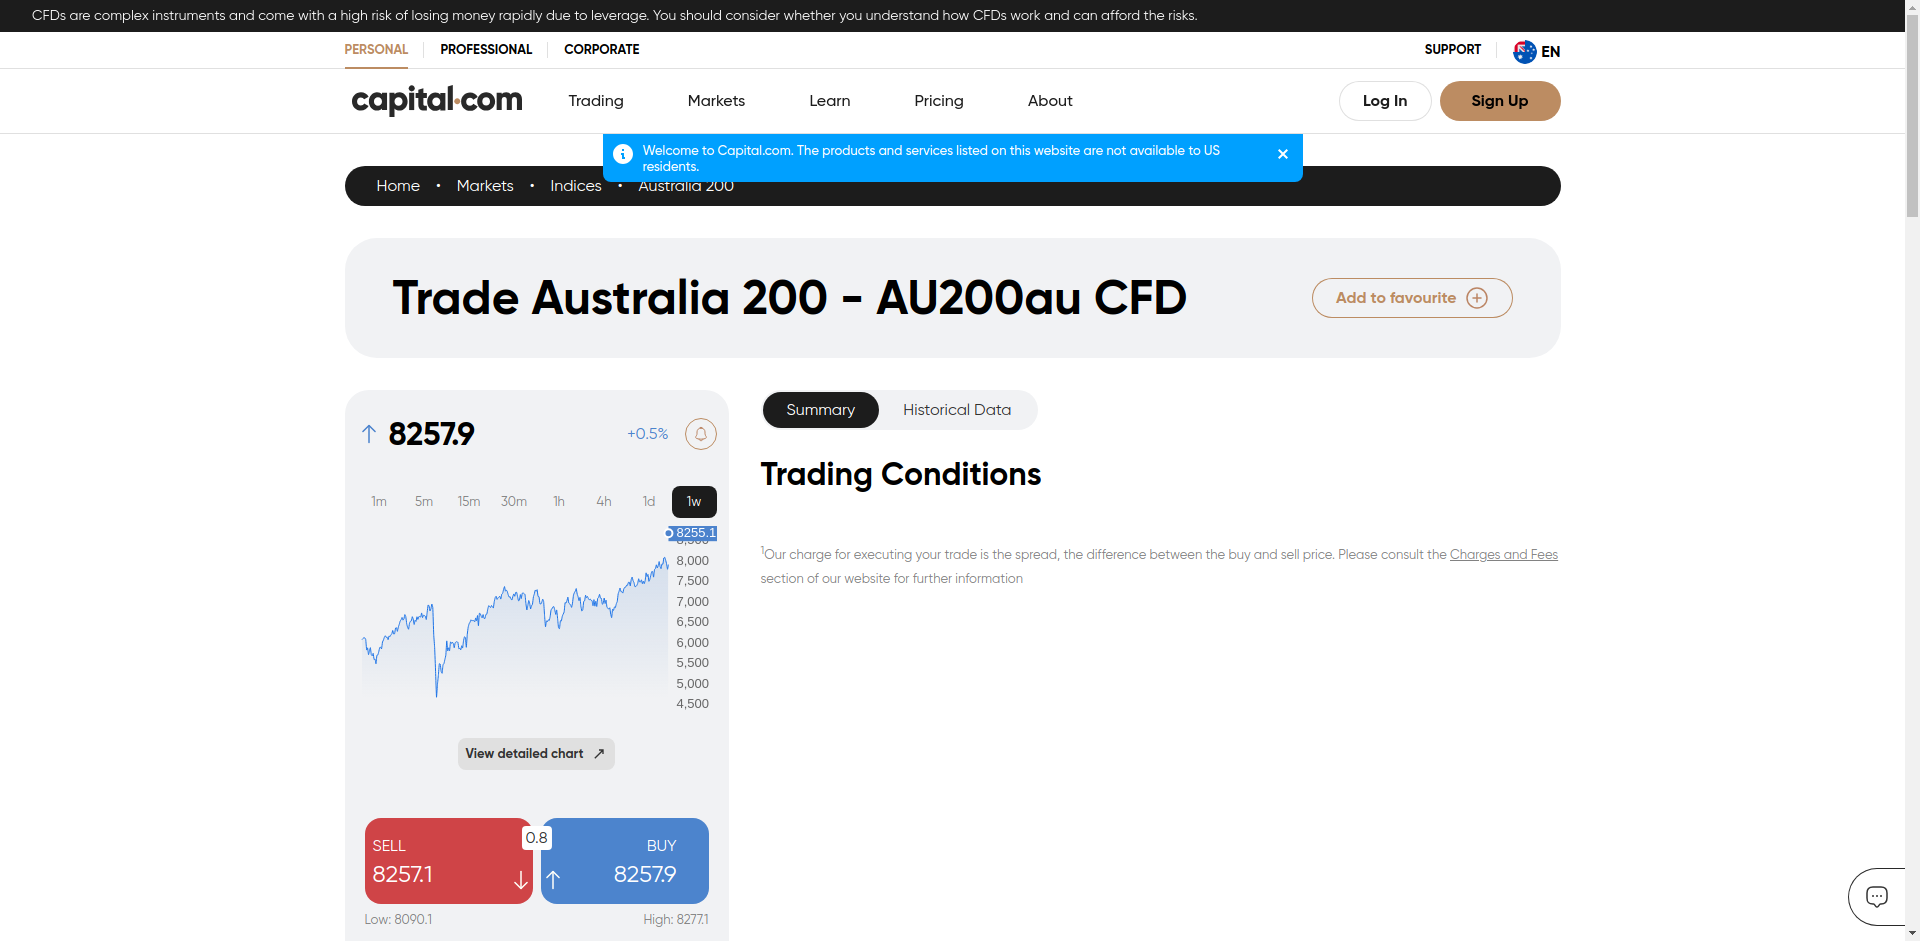 CFDs are complex instruments and come with a high risk of losing money rapidly due to leverage. You should consider whether you understand how CFDs work and can afford the risks.
PERSONAL PROFESSIONAL CORPORATE SUPPORT EN
capital.com Trading Markets Learn Pricing About Log In Sign Up
Welcome to Capital.com. The products and services listed on this website are not available to US
residents.
Home • Markets • Indices • Australia 200
Trade Australia 200 - AU200au CFD
Add to favourite
8257.9 +0.5%
1m 5m 15m 30m 1h 4h 1d 1w
8255.1
8,500
8,000
7,500
7,000
6,500
6,000
5,500
5,000
4,500
View detailed chart
SELL 0.8 BUY
8257.1 8257.9
Low: 8090.1 High: 8277.1
Summary Historical Data
Trading Conditions
1Our charge for executing your trade is the spread, the difference between the buy and sell price. Please consult the Charges and Fees
section of our website for further information